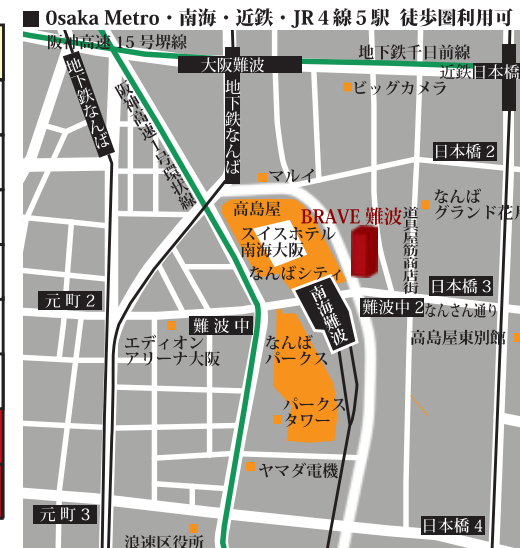 ■ Osaka Metro・南海・近鉄・JR４線５駅 徒歩圏利用可
阪神高速 15 号堺線
地下鉄千日前線
大阪難波
近鉄日本橋
地下鉄なんば
阪神高速1号環状線
地下鉄なんば
ビッグカメラ
日本橋 2
マルイ
なんば
グランド花月
高島屋
BRAVE 難波
道具屋筋商店街
スイスホテル
南海大阪
なんばシティ
日本橋 3
元 町 2
南海難波
難波中 2
なんさん通り
難 波 中
高島屋東別館
エディオン
アリーナ大阪
なんば
パークス
パークス
タワー
ヤマダ電機
元 町 3
日本橋 4
浪速区役所